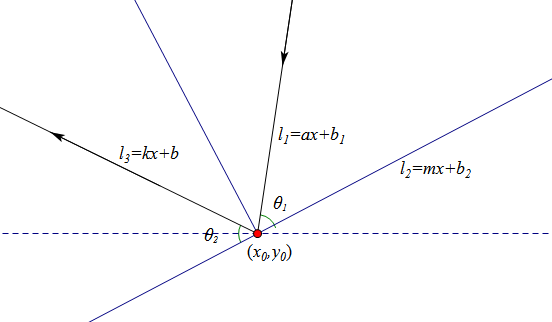 l₁=ax+b₁
l₃=kx+b
l₂=mx+b₂
θ₁
θ₂
(x₀,y₀)